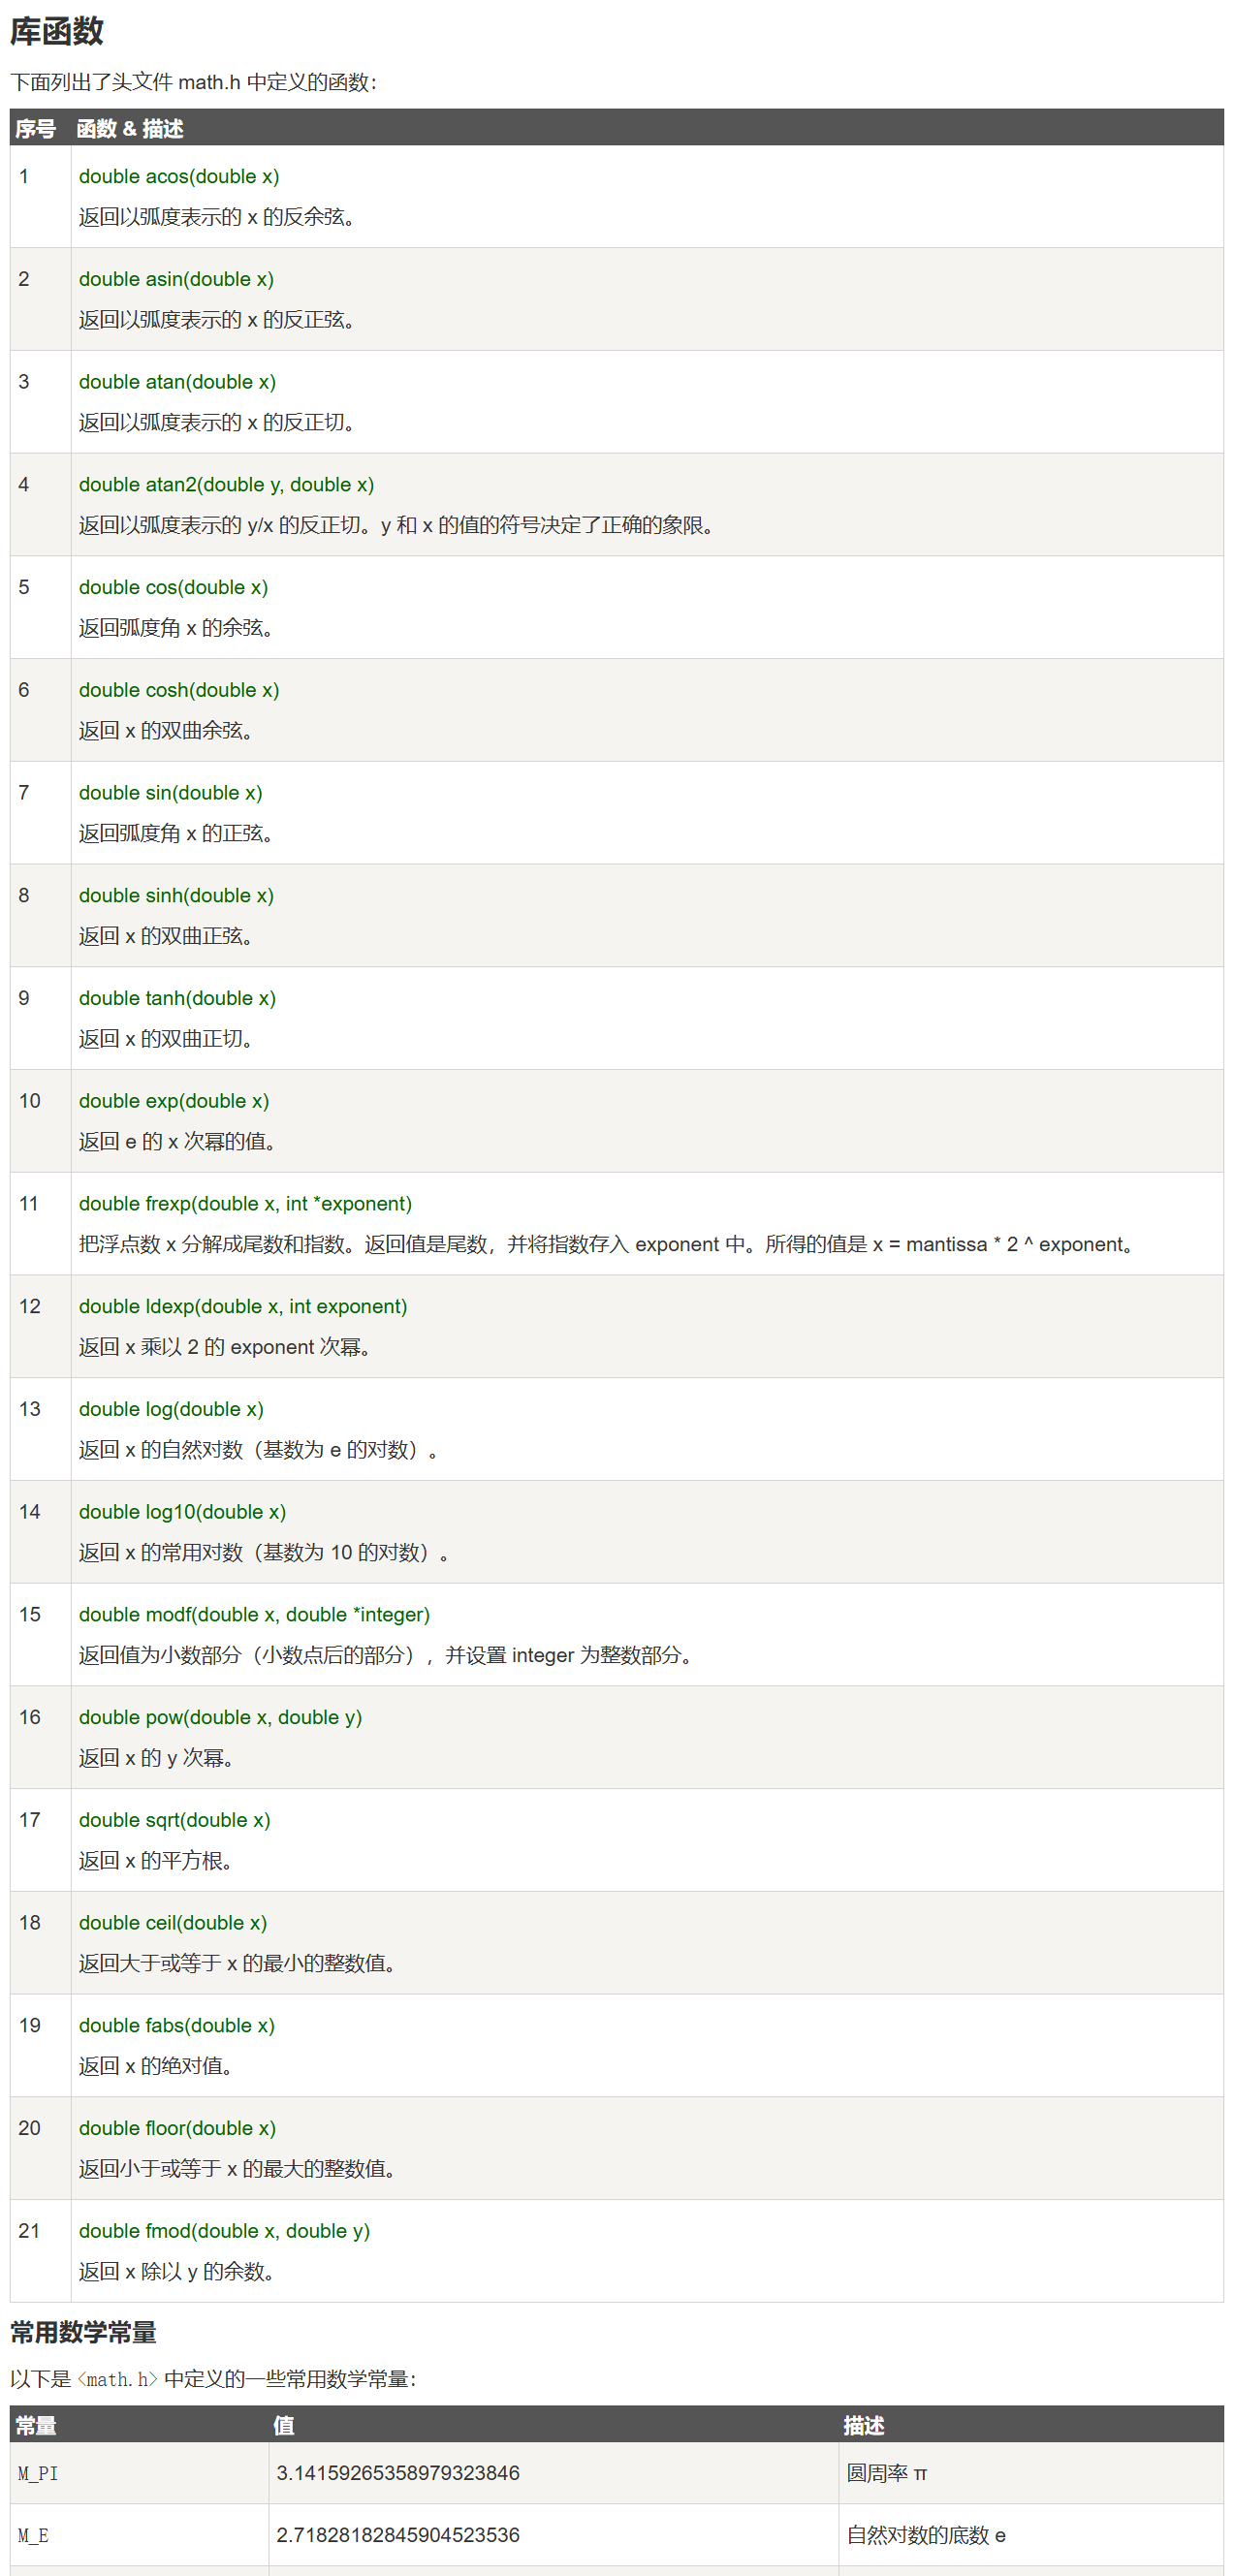 库函数
下面列出了头文件 math.h 中定义的函数：
序号 函数 & 描述
1 double acos(double x)
返回以弧度表示的 x 的反余弦。
2 double asin(double x)
返回以弧度表示的 x 的反正弦。
3 double atan(double x)
返回以弧度表示的 x 的反正切。
4 double atan2(double y, double x)
返回以弧度表示的 y/x 的反正切。y 和 x 的值的符号决定了正确的象限。
5 double cos(double x)
返回弧度角 x 的余弦。
6 double cosh(double x)
返回 x 的双曲余弦。
7 double sin(double x)
返回弧度角 x 的正弦。
8 double sinh(double x)
返回 x 的双曲正弦。
9 double tanh(double x)
返回 x 的双曲正切。
10 double exp(double x)
返回 e 的 x 次幂的值。
11 double frexp(double x, int *exponent)
把浮点数 x 分解成尾数和指数。返回值是尾数，并将指数存入 exponent 中。所得的值是 x = mantissa * 2 ^ exponent。
12 double ldexp(double x, int exponent)
返回 x 乘以 2 的 exponent 次幂。
13 double log(double x)
返回 x 的自然对数（基数为 e 的对数）。
14 double log10(double x)
返回 x 的常用对数（基数为 10 的对数）。
15 double modf(double x, double *integer)
返回值为小数部分（小数点后的部分），并设置 integer 为整数部分。
16 double pow(double x, double y)
返回 x 的 y 次幂。
17 double sqrt(double x)
返回 x 的平方根。
18 double ceil(double x)
返回大于或等于 x 的最小的整数值。
19 double fabs(double x)
返回 x 的绝对值。
20 double floor(double x)
返回小于或等于 x 的最大的整数值。
21 double fmod(double x, double y)
返回 x 除以 y 的余数。
常用数学常量
以下是 <math.h> 中定义的一些常用数学常量：
常量 值 描述
M_PI 3.14159265358979323846 圆周率 π
M_E 2.71828182845904523536 自然对数的底数 e